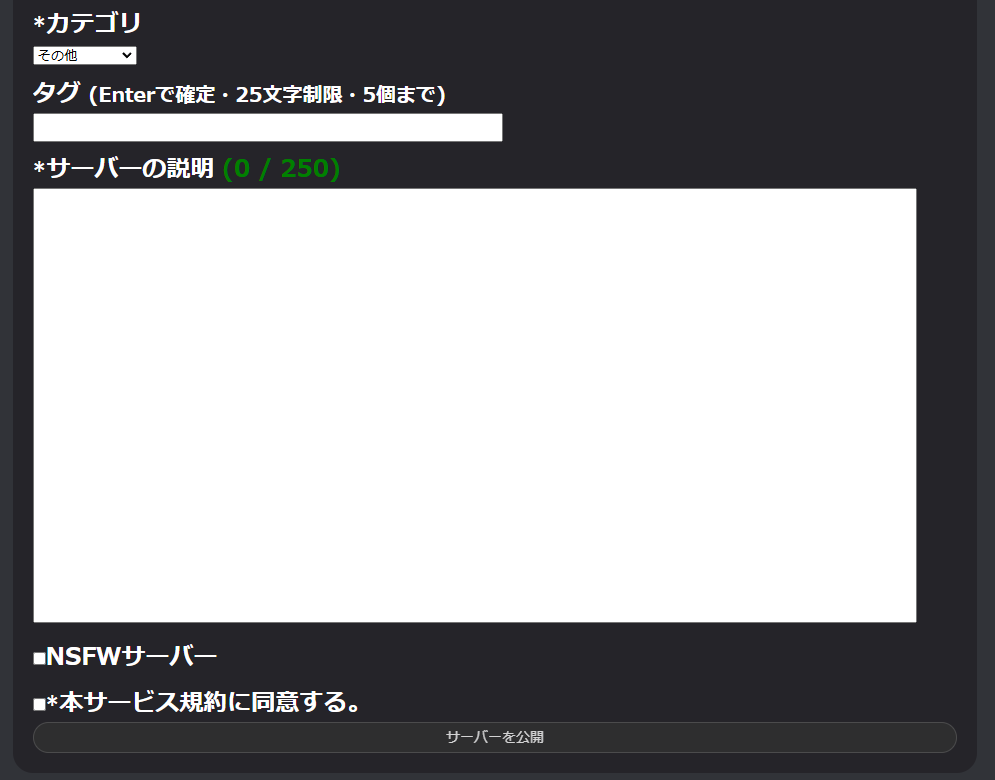 *カテゴリ
その他
タグ (Enterで確定・25文字制限・5個まで)
*サーバーの説明 (0 / 250)
NSFWサーバー
*本サービス規約に同意する。
サーバーを公開